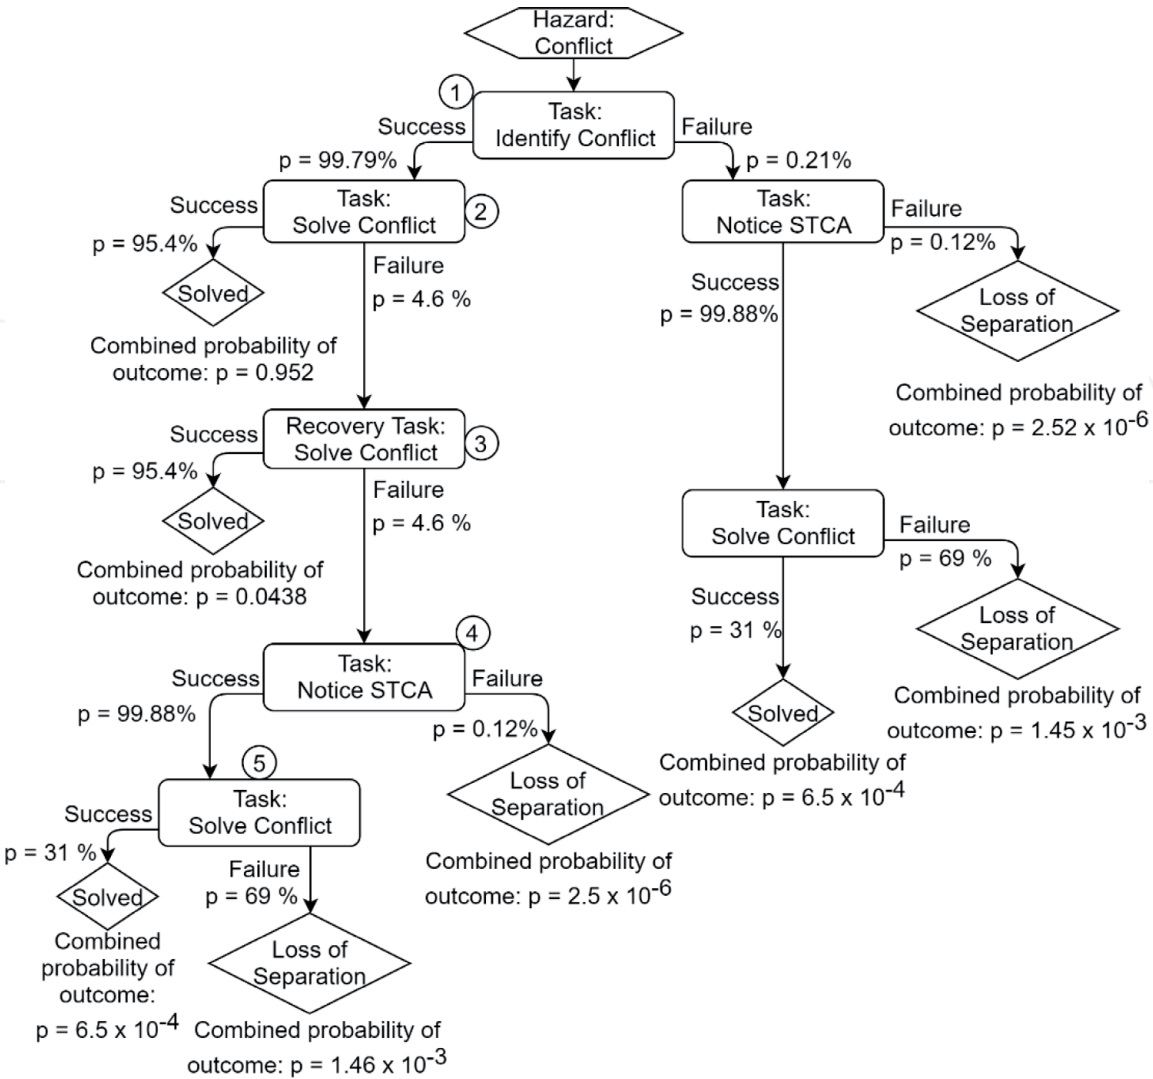 Hazard:
Conflict
1
Task:
Identify Conflict
Success
p = 99.79%
Failure
p = 0.21%
Task:
Solve Conflict
2
Success
p = 95.4%
Solved
Combined probability of
outcome: p = 0.952
Failure
p = 4.6 %
Recovery Task:
Solve Conflict
3
Success
p = 95.4%
Solved
Combined probability of
outcome: p = 0.0438
Failure
p = 4.6 %
4
Task:
Notice STCA
Success
p = 99.88%
Failure
p = 0.12%
Loss of
Separation
Combined probability of
outcome: p = 2.5 x 10-6
5
Task:
Solve Conflict
Success
p = 31 %
Solved
Combined
probability of
outcome:
p = 6.5 x 10-4
Failure
p = 69 %
Loss of
Separation
Combined probability of
outcome: p = 1.46 x 10-3
Task:
Notice STCA
Failure
p = 0.12%
Loss of
Separation
Combined probability of
outcome: p = 2.52 x 10-6
Success
p = 99.88%
Task:
Solve Conflict
Failure
p = 69 %
Loss of
Separation
Combined probability of
outcome: p = 1.45 x 10-3
Success
p = 31 %
Solved
Combined probability of
outcome: p = 6.5 x 10-4